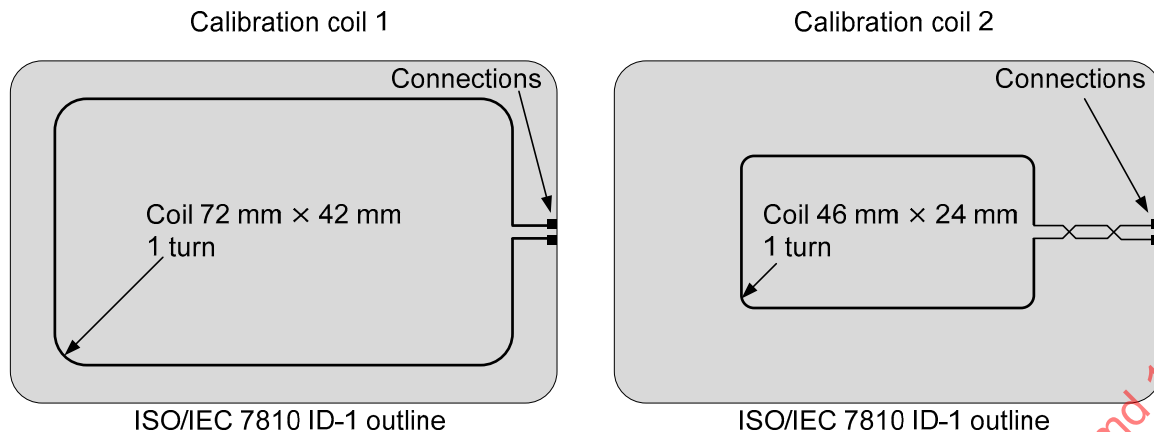 Calibration coil 1
Connections
Coil 72 mm × 42 mm
1 turn
ISO/IEC 7810 ID-1 outline
Calibration coil 2
Connections
Coil 46 mm × 24 mm
1 turn
ISO/IEC 7810 ID-1 outline
nd